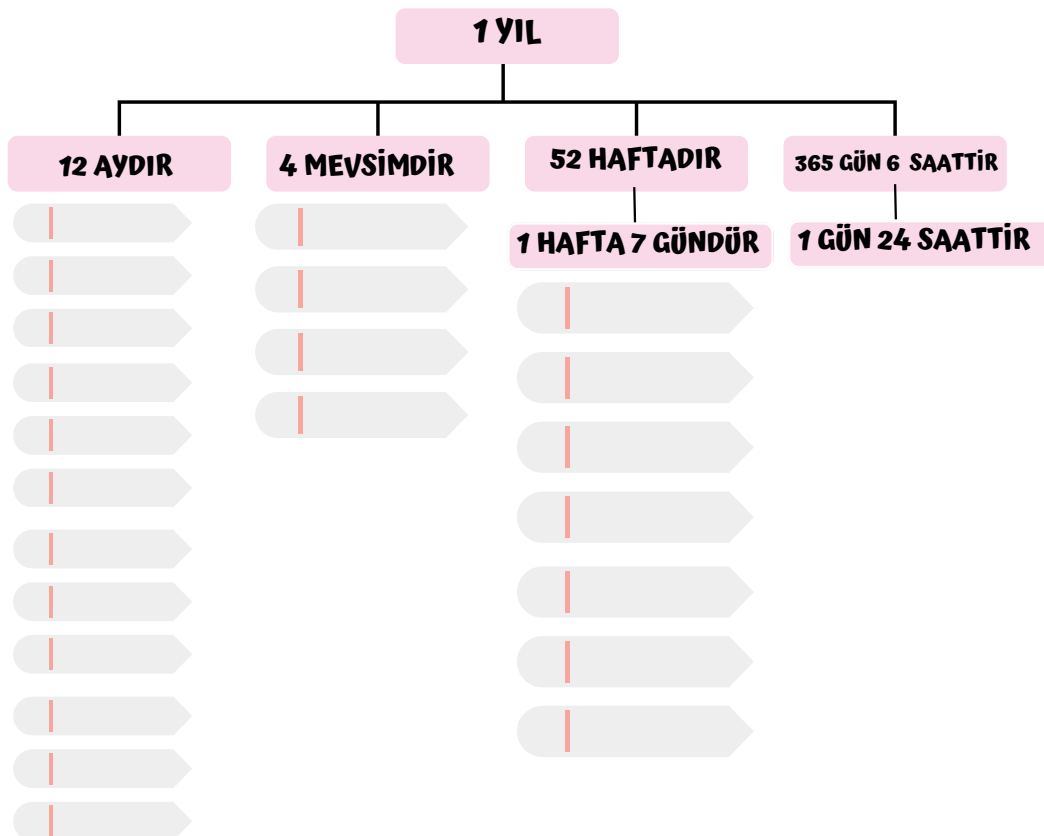 1 YIL
12 AYDIR
4 MEVSİMDİR
52 HAFTADIR
365 GÜN 6 SAATTİR
1 HAFTA 7 GÜNDÜR
1 GÜN 24 SAATTİR